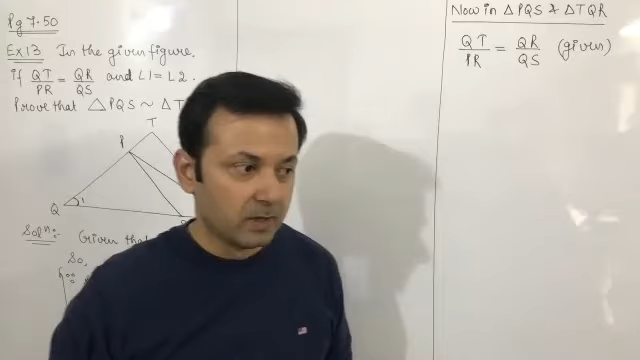 Pg 7.50
Ex 13 In the given figure.
if QT/PR = QR/QS and ∠1 = ∠2.
Prove that △PQS ~ △T
T
P
Q
1
Solⁿ:- Given that
So,
Now in △PQS & △TQR
QT/PR = QR/QS (given)